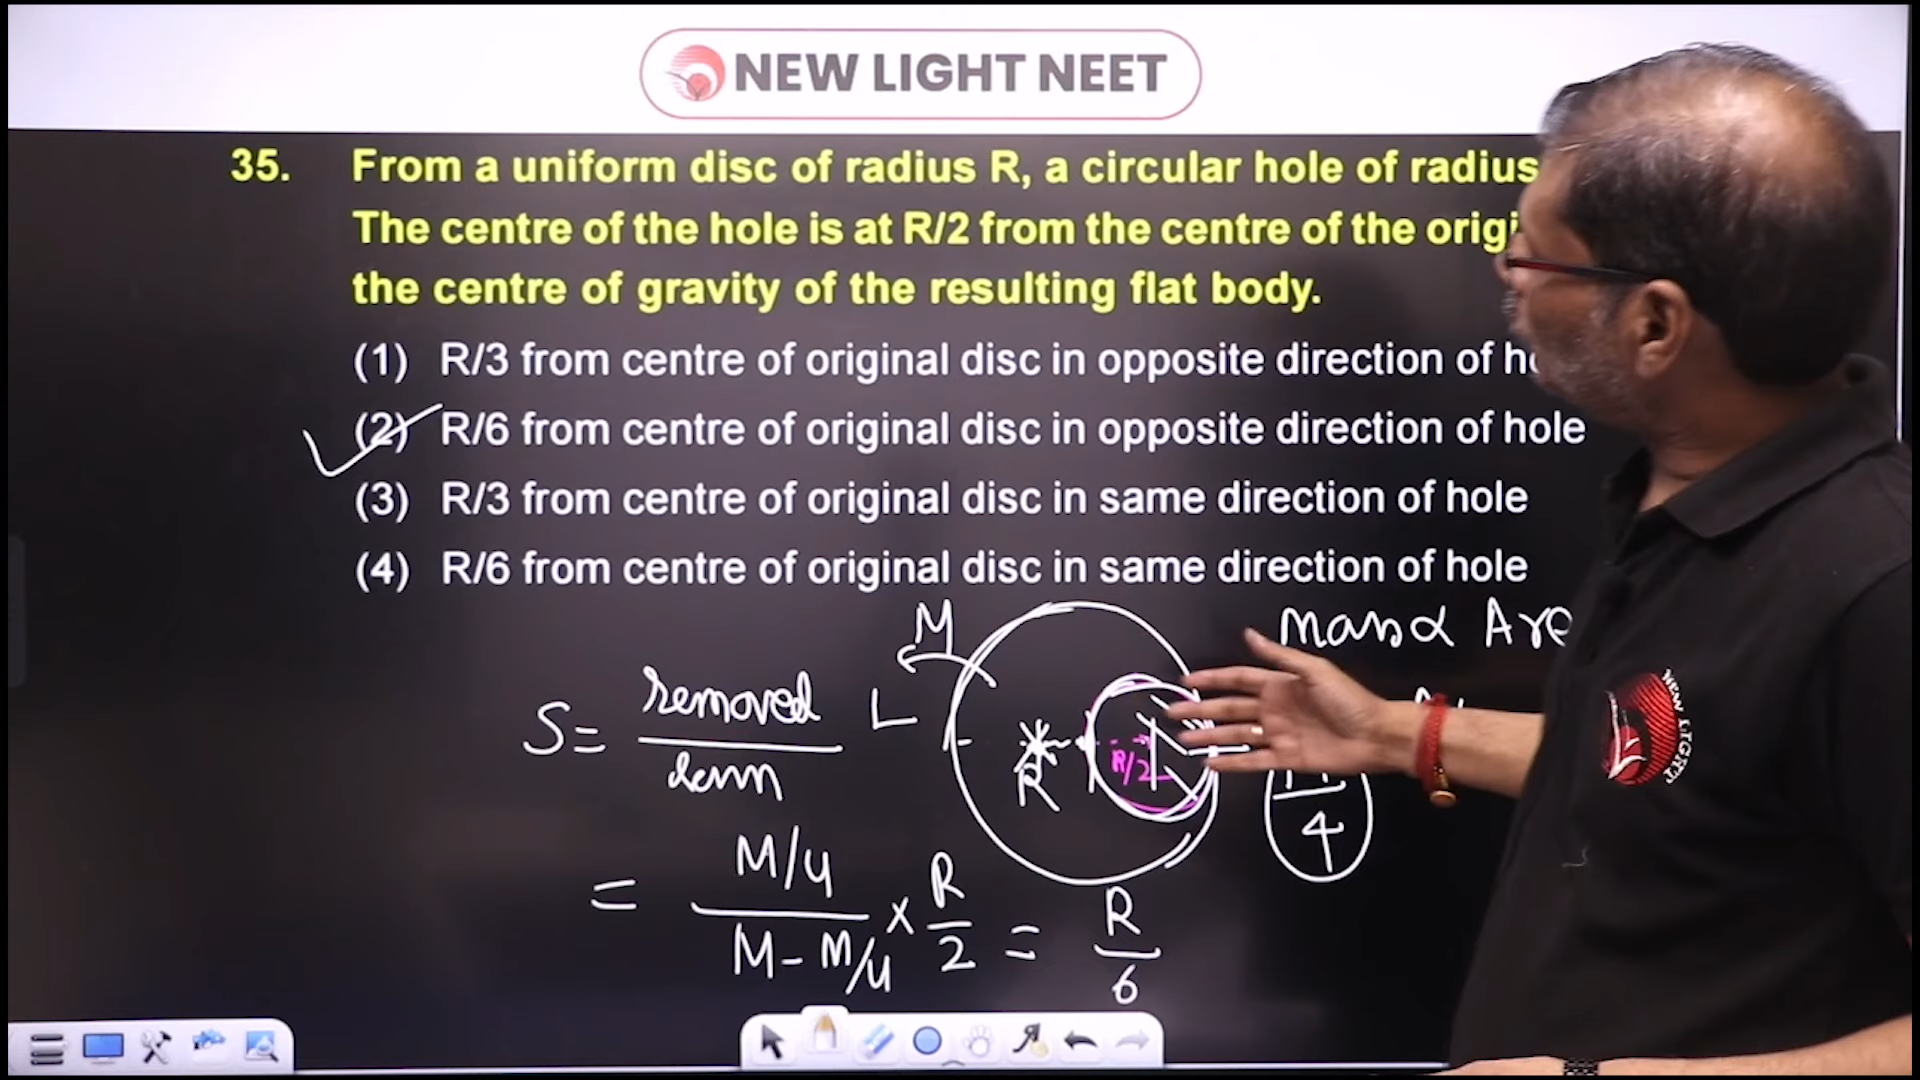 NEW LIGHT NEET
35. From a uniform disc of radius R, a circular hole of radius
The centre of the hole is at R/2 from the centre of the
the centre of gravity of the resulting flat body.
(1) R/3 from centre of original disc in opposite direction of
(2) R/6 from centre of original disc in opposite direction of hole
(3) R/3 from centre of original disc in same direction of hole
(4) R/6 from centre of original disc in same direction of hole
M
mass ∝ Are
S = removed
L
R/2
R
4
= M/4
M - M/4
× R
2
= R
6
NEW LIGHT